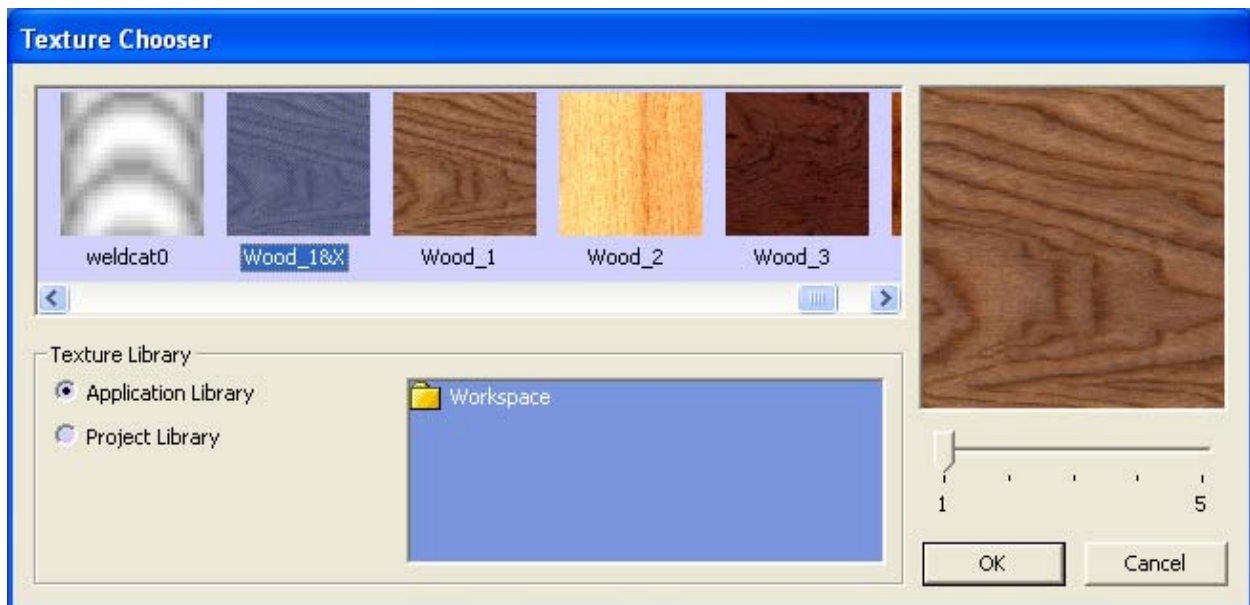 Texture Chooser
weldcat0 Wood_1&X Wood_1 Wood_2 Wood_3
Texture Library
Application Library
Project Library
Workspace
1 5
OK Cancel